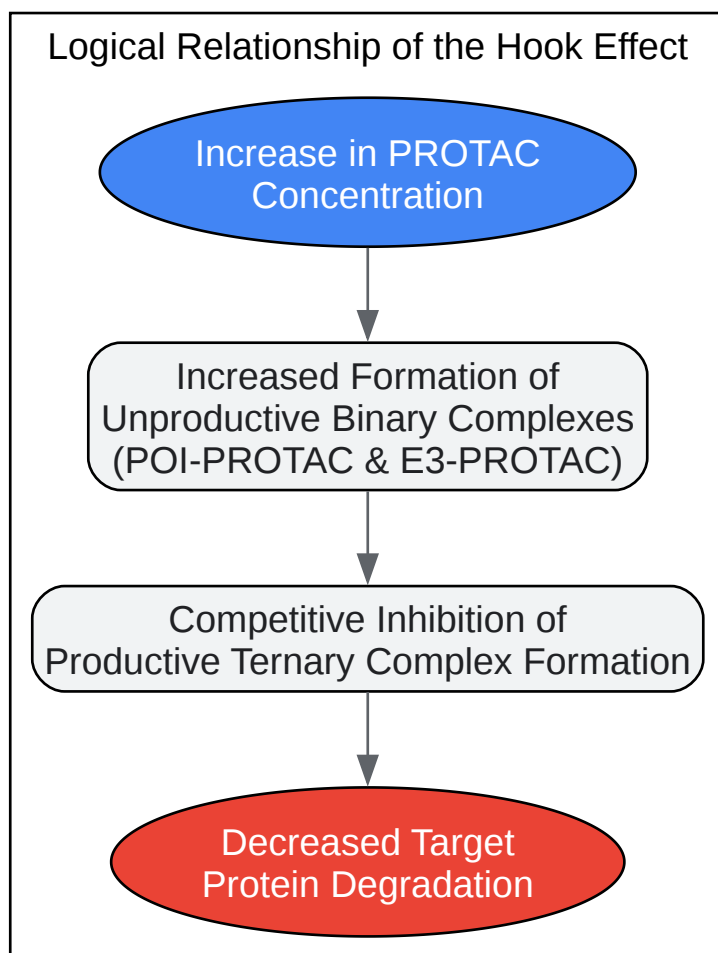 Logical Relationship of the Hook Effect
Increase in PROTAC
Concentration
Increased Formation of
Unproductive Binary Complexes
(POI-PROTAC & E3-PROTAC)
Competitive Inhibition of
Productive Ternary Complex Formation
Decreased Target
Protein Degradation